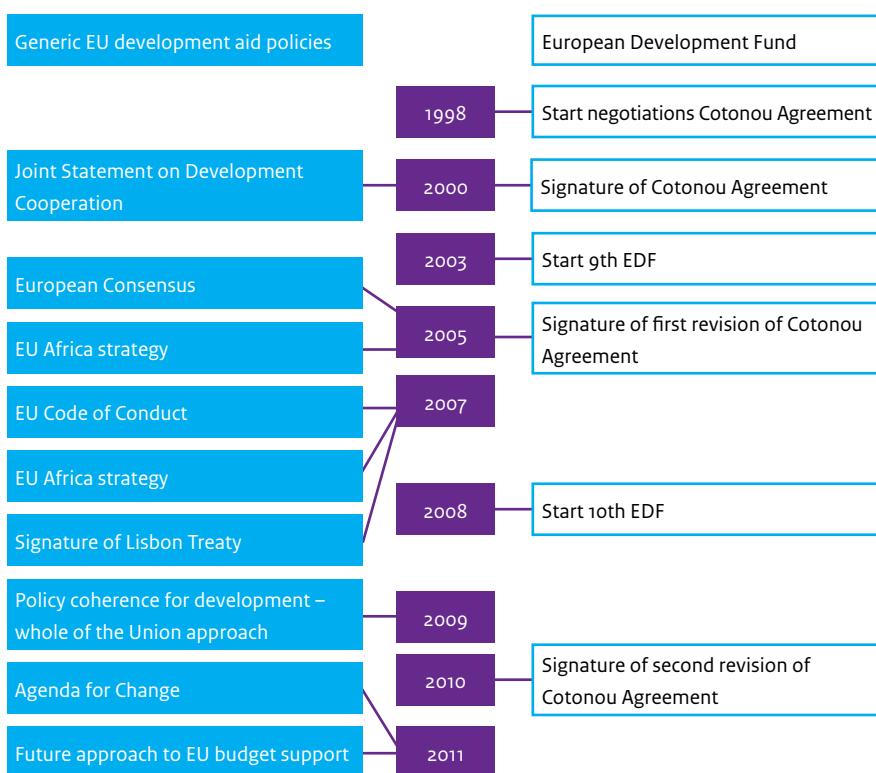 Generic EU development aid policies
European Development Fund
1998
Start negotiations Cotonou Agreement
Joint Statement on Development
Cooperation
2000
Signature of Cotonou Agreement
2003
Start 9th EDF
European Consensus
EU Africa strategy
2005
Signature of first revision of Cotonou
Agreement
EU Code of Conduct
2007
EU Africa strategy
Signature of Lisbon Treaty
2008
Start 10th EDF
Policy coherence for development –
whole of the Union approach
2009
2010
Signature of second revision of
Cotonou Agreement
Agenda for Change
Future approach to EU budget support
2011